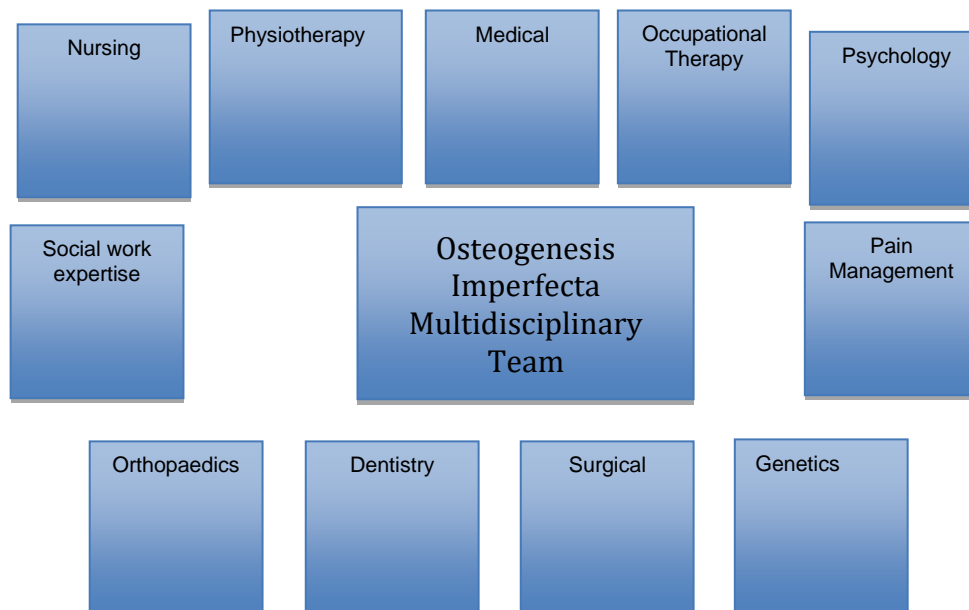 Nursing
Physiotherapy
Medical
Occupational
Therapy
Psychology
Social work
expertise
Osteogenesis
Imperfecta
Multidisciplinary
Team
Pain
Management
Orthopaedics
Dentistry
Surgical
Genetics